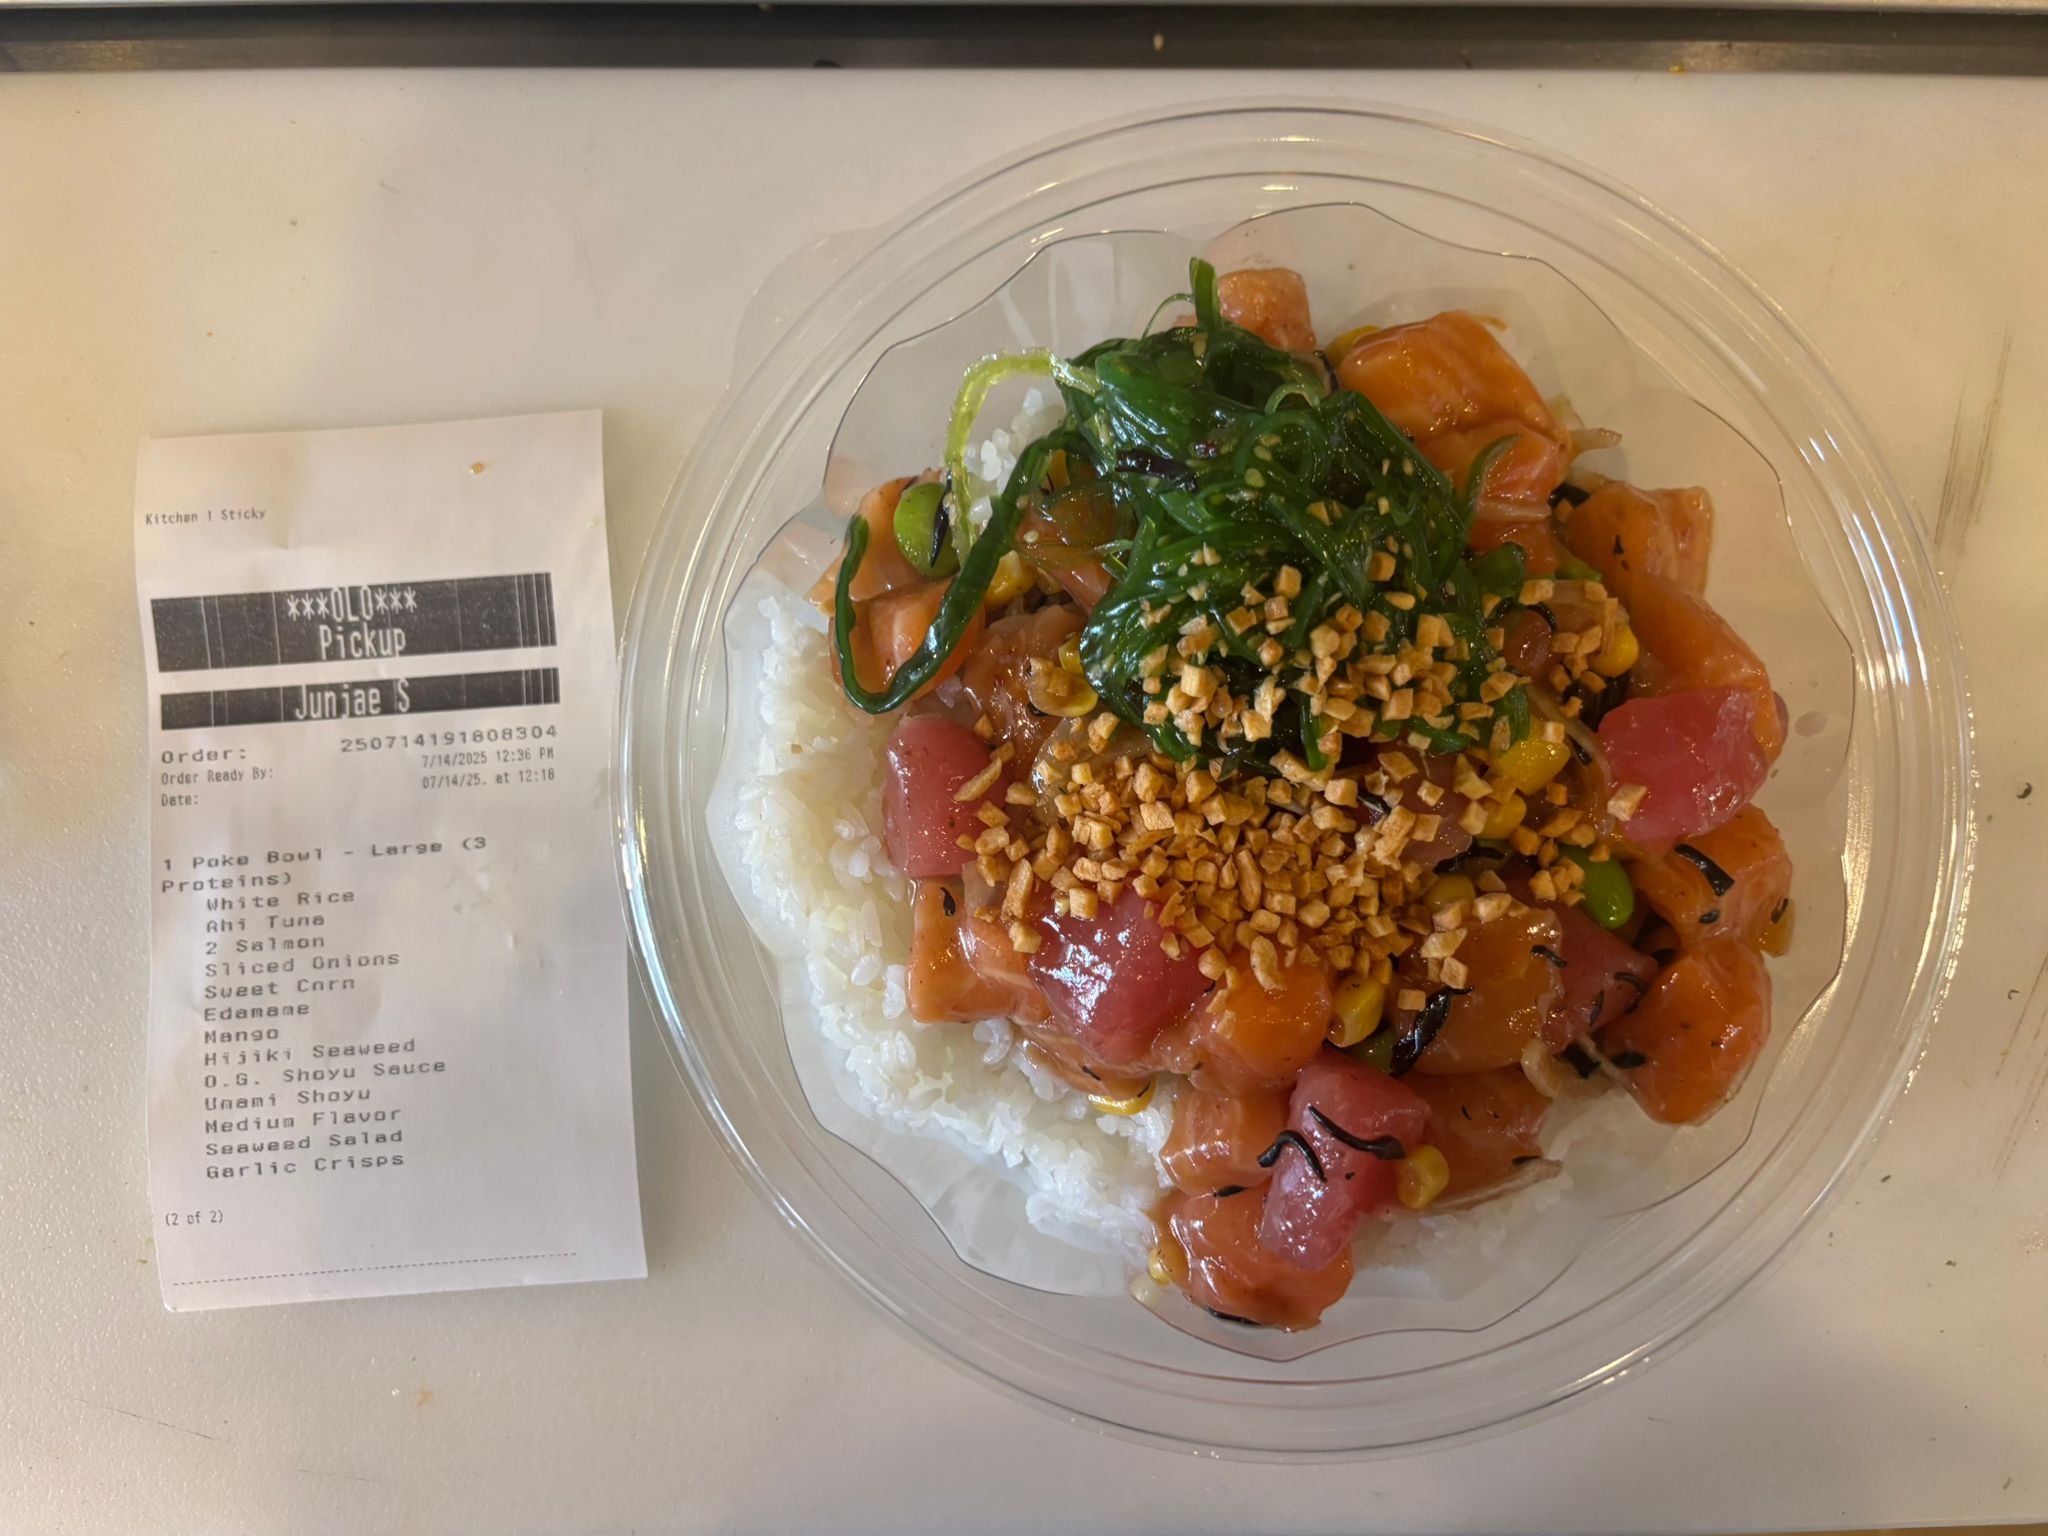 Kitchen 1 Sticky
***OLO***
Pickup
Junjae S
Order: 250714191808304
Order Ready By: 7/14/2025 12:36 PM
Date: 07/14/25. at 12:18
1 Poke Bowl - Large (3
Proteins)
White Rice
Ahi Tuna
2 Salmon
Sliced Onions
Sweet Corn
Edamame
Mango
Hijiki Seaweed
O.G. Shoyu Sauce
Umami Shoyu
Medium Flavor
Seaweed Salad
Garlic Crisps
(2 of 2)